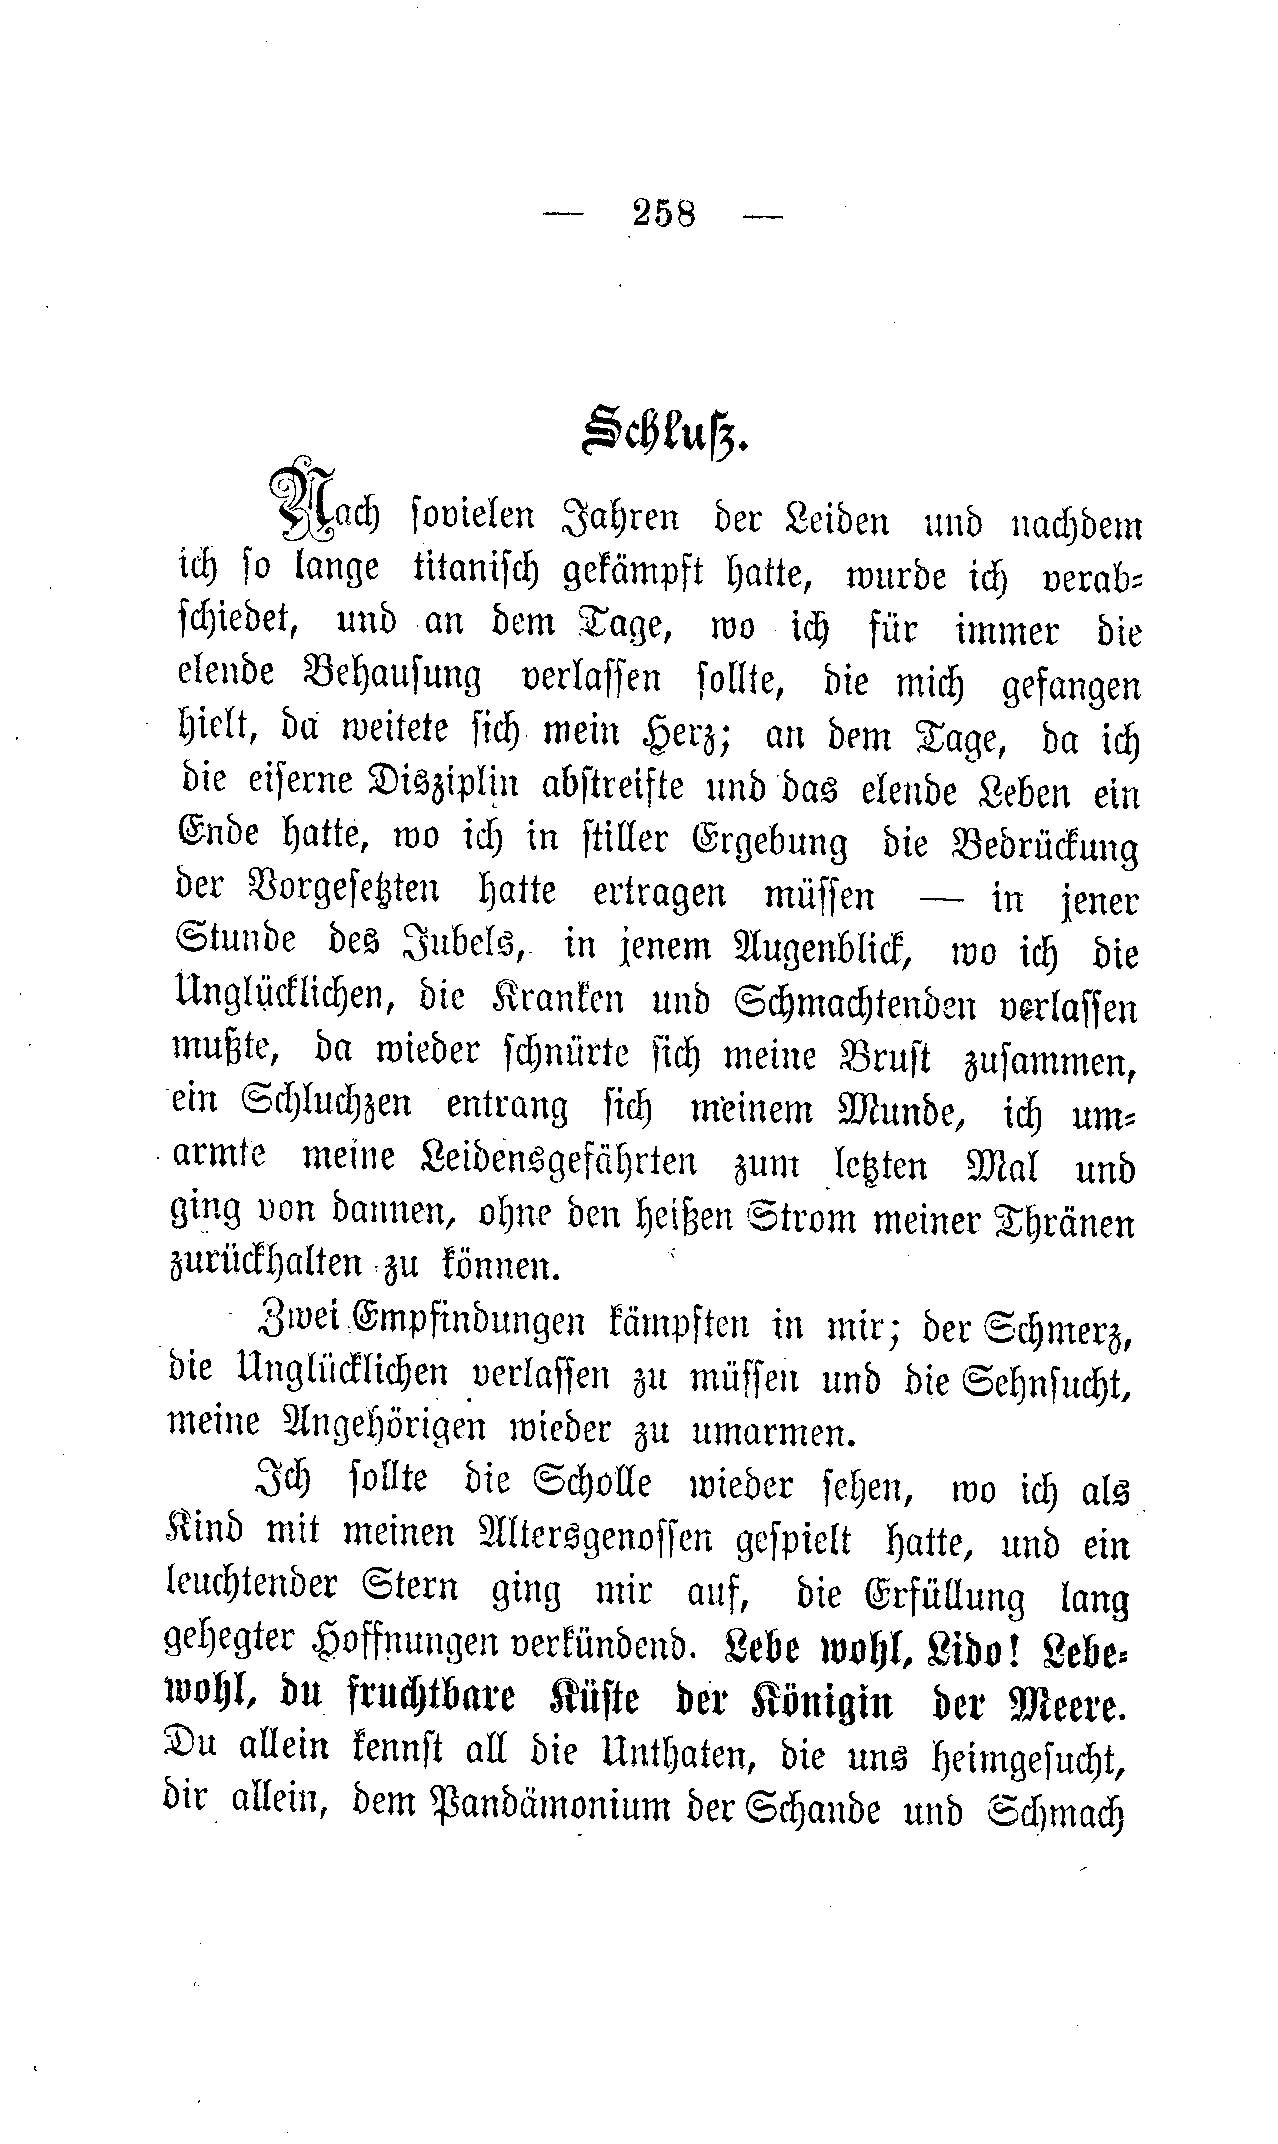 — 258 —
Schluß.
Nach sovielen Jahren der Leiden und nachdem
ich so lange titanisch gekämpft hatte, wurde ich verab-
schiedet, und an dem Tage, wo ich für immer die
elende Behausung verlassen sollte, die mich gefangen
hielt, da weitete sich mein Herz; an dem Tage, da ich
die eiserne Disziplin abstreifte und das elende Leben ein
Ende hatte, wo ich in stiller Ergebung die Bedrückung
der Vorgesetzten hatte ertragen müssen — in jener
Stunde des Jubels, in jenem Augenblick, wo ich die
Unglücklichen, die Kranken und Schmachtenden verlassen
mußte, da wieder schnürte sich meine Brust zusammen,
ein Schluchzen entrang sich meinem Munde, ich um-
armte meine Leidensgefährten zum letzten Mal und
ging von dannen, ohne den heißen Strom meiner Thränen
zurückhalten zu können.
Zwei Empfindungen kämpften in mir; der Schmerz,
die Unglücklichen verlassen zu müssen und die Sehnsucht,
meine Angehörigen wieder zu umarmen.
Ich sollte die Scholle wieder sehen, wo ich als
Kind mit meinen Altersgenossen gespielt hatte, und ein
leuchtender Stern ging mir auf, die Erfüllung lang
gehegter Hoffnungen verkündend. Lebe wohl, Lido! Lebe-
wohl, du fruchtbare Küste der Königin der Meere.
Du allein kennst all die Unthaten, die uns heimgesucht,
dir allein, dem Pandämonium der Schande und Schmach